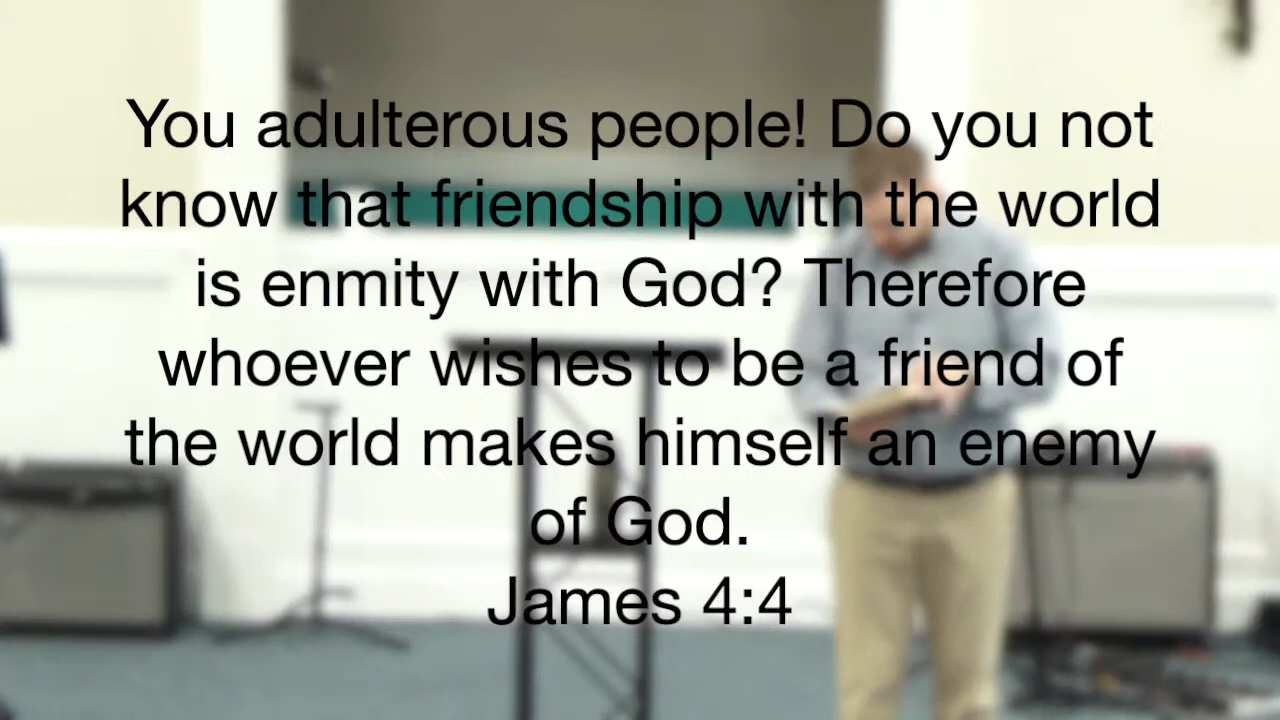 You adulterous people! Do you not
know that friendship with the world
is enmity with God? Therefore
whoever wishes to be a friend of
the world makes himself an enemy
of God.
James 4:4